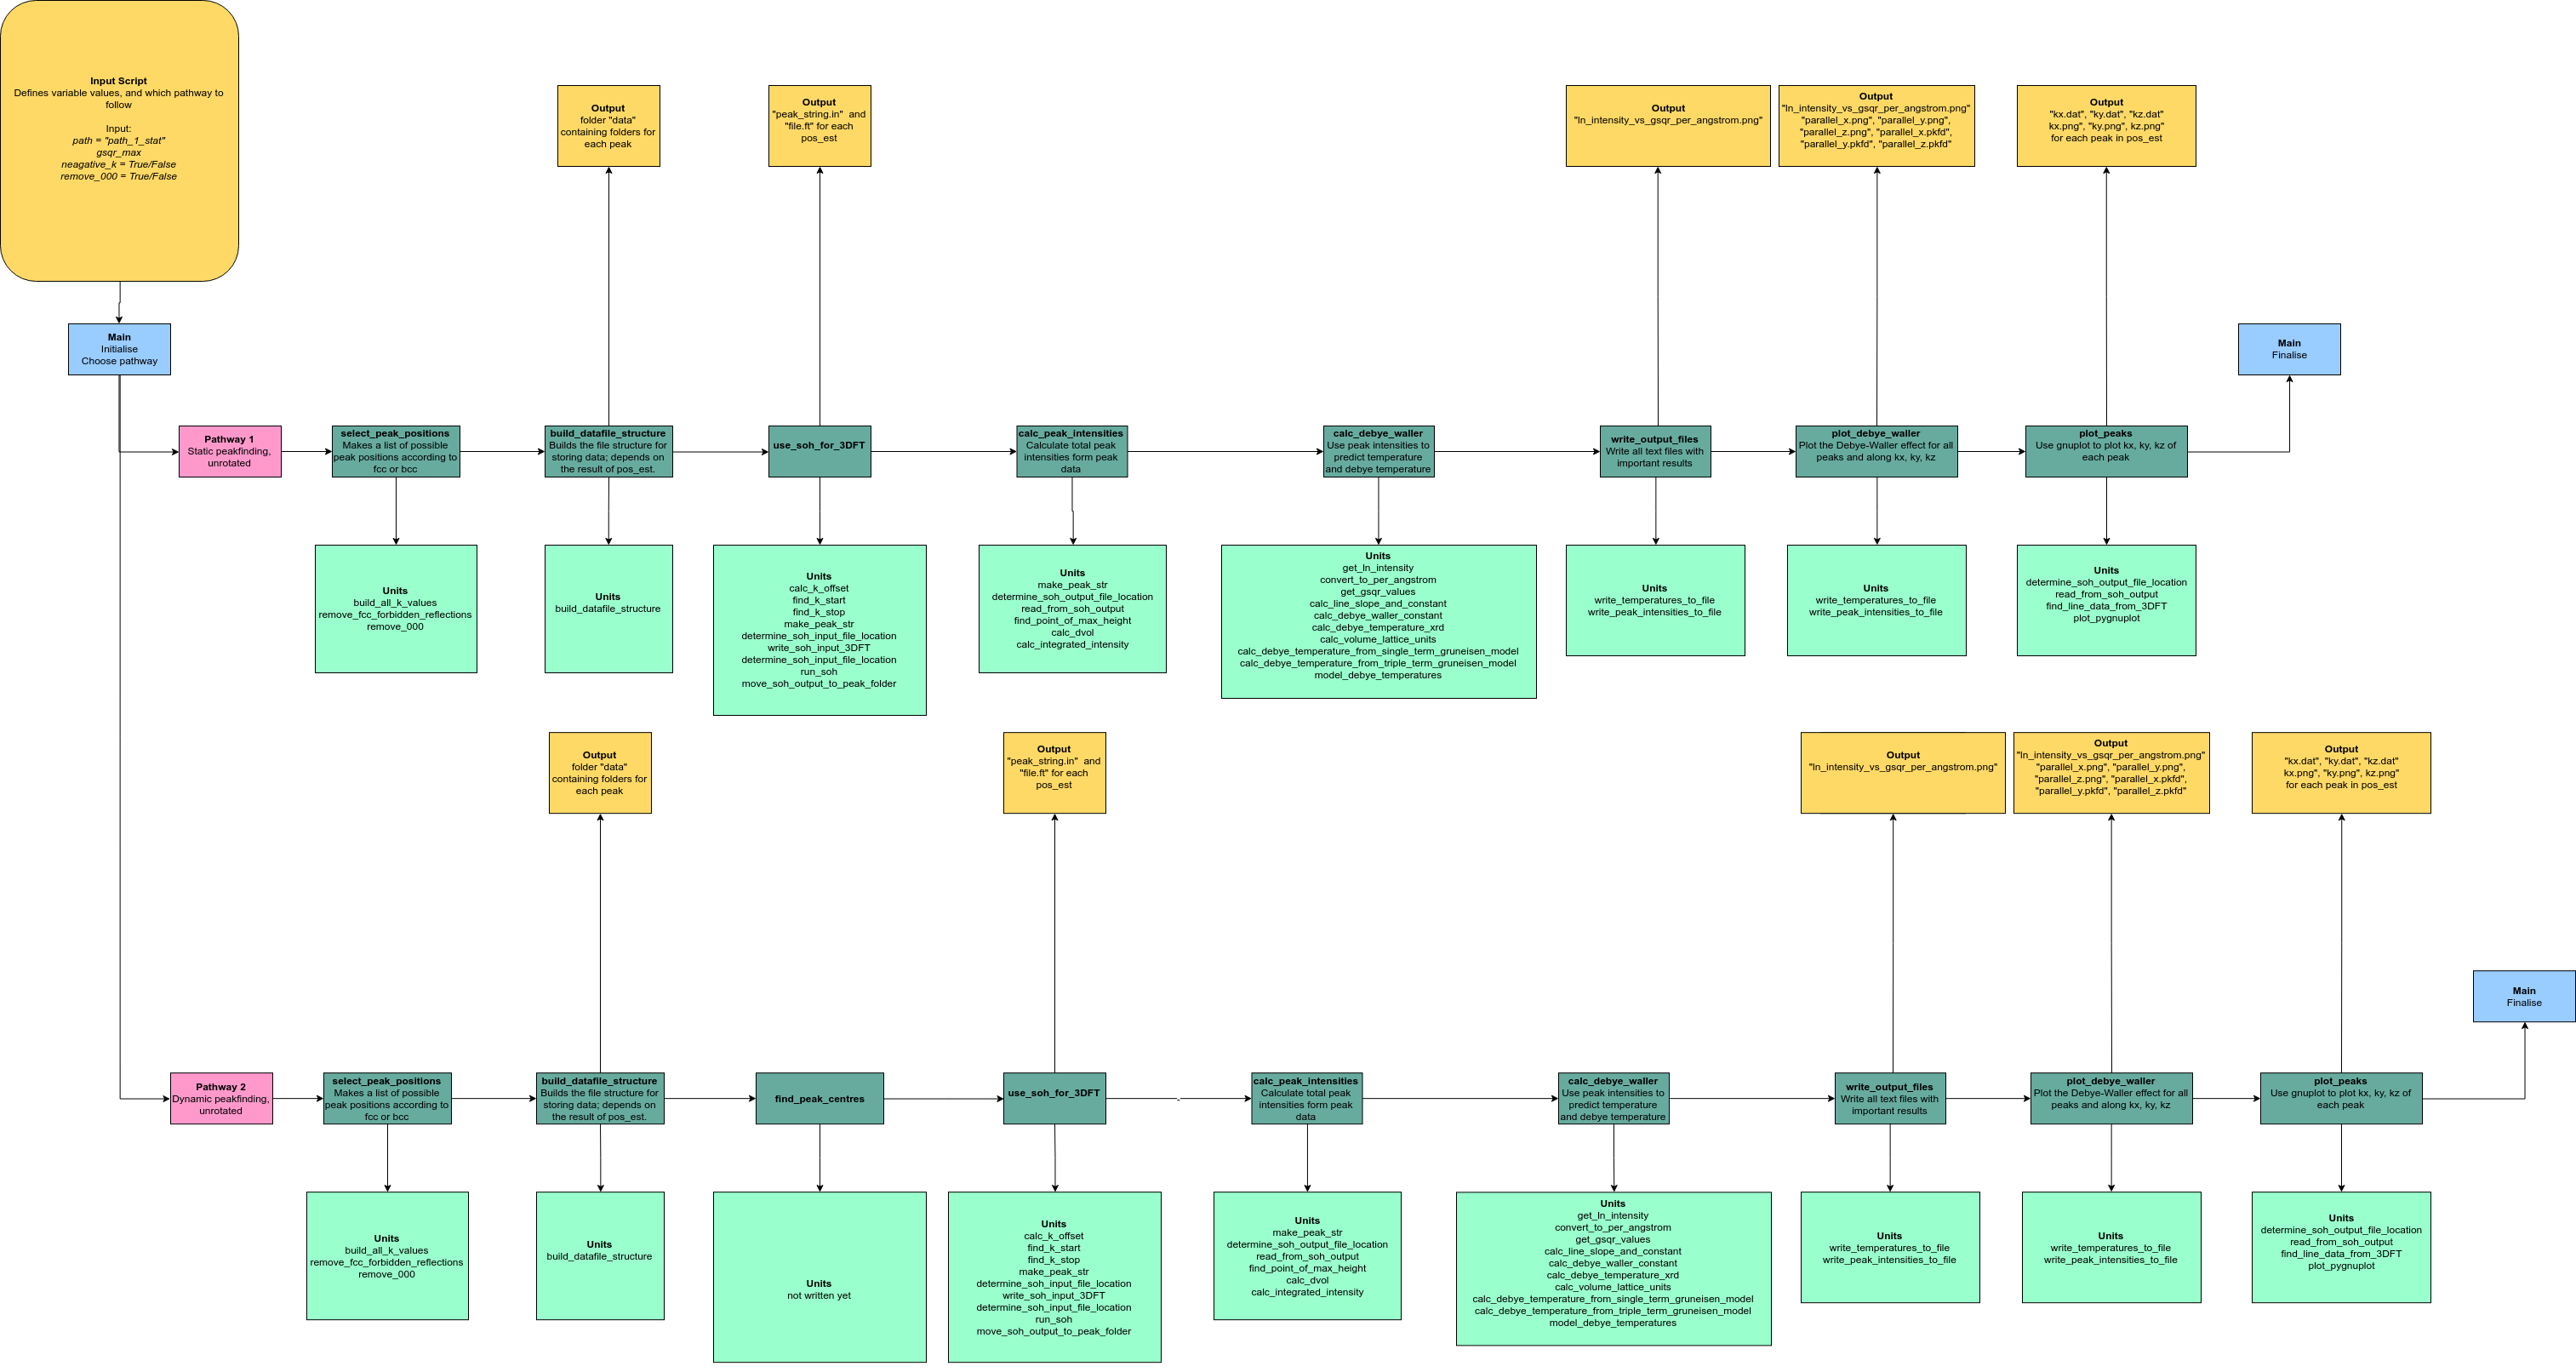 Input Script
Defines variable values, and which pathway to
follow
Input:
path = "path_1_stat"
gsqr_max
neagative_k = True/False
remove_000 = True/False
Output
folder "data"
containing folders for
each peak
Output
"peak_string.in"  and
"file.ft" for each
pos_est
Output
"ln_intensity_vs_gsqr_per_angstrom.png"
Output
"ln_intensity_vs_gsqr_per_angstrom.png"
"parallel_x.png", "parallel_y.png",
"parallel_z.png", "parallel_x.pkfd",
"parallel_y.pkfd", "parallel_z.pkfd"
Output
"kx.dat", "ky.dat", "kz.dat"
kx.png", "ky.png", kz.png"
for each peak in pos_est
Main
Initialise
Choose pathway
Main
Finalise
Pathway 1
Static peakfinding,
unrotated
select_peak_positions
Makes a list of possible
peak positions according to
fcc or bcc
build_datafile_structure
Builds the file structure for
storing data; depends on
the result of pos_est.
use_soh_for_3DFT
calc_peak_intensities
Calculate total peak
intensities form peak
data
calc_debye_waller
Use peak intensities to
predict temperature
and debye temperature
write_output_files
Write all text files with
important results
plot_debye_waller
Plot the Debye-Waller effect for all
peaks and along kx, ky, kz
plot_peaks
Use gnuplot to plot kx, ky, kz of
each peak
Units
build_all_k_values
remove_fcc_forbidden_reflections
remove_000
Units
build_datafile_structure
Units
calc_k_offset
find_k_start
find_k_stop
make_peak_str
determine_soh_input_file_location
write_soh_input_3DFT
determine_soh_input_file_location
run_soh
move_soh_output_to_peak_folder
Units
make_peak_str
determine_soh_output_file_location
read_from_soh_output
find_point_of_max_height
calc_dvol
calc_integrated_intensity
Units
get_ln_intensity
convert_to_per_angstrom
get_gsqr_values
calc_line_slope_and_constant
calc_debye_waller_constant
calc_debye_temperature_xrd
calc_volume_lattice_units
calc_debye_temperature_from_single_term_gruneisen_model
calc_debye_temperature_from_triple_term_gruneisen_model
model_debye_temperatures
Units
write_temperatures_to_file
write_peak_intensities_to_file
Units
write_temperatures_to_file
write_peak_intensities_to_file
Units
determine_soh_output_file_location
read_from_soh_output
find_line_data_from_3DFT
plot_pygnuplot
Output
folder "data"
containing folders for
each peak
Output
"peak_string.in"  and
"file.ft" for each
pos_est
Output
"ln_intensity_vs_gsqr_per_angstrom.png"
Output
"ln_intensity_vs_gsqr_per_angstrom.png"
"parallel_x.png", "parallel_y.png",
"parallel_z.png", "parallel_x.pkfd",
"parallel_y.pkfd", "parallel_z.pkfd"
Output
"kx.dat", "ky.dat", "kz.dat"
kx.png", "ky.png", kz.png"
for each peak in pos_est
Main
Finalise
Pathway 2
Dynamic peakfinding,
unrotated
select_peak_positions
Makes a list of possible
peak positions according to
fcc or bcc
build_datafile_structure
Builds the file structure for
storing data; depends on
the result of pos_est.
find_peak_centres
use_soh_for_3DFT
calc_peak_intensities
Calculate total peak
intensities form peak
data
calc_debye_waller
Use peak intensities to
predict temperature
and debye temperature
write_output_files
Write all text files with
important results
plot_debye_waller
Plot the Debye-Waller effect for all
peaks and along kx, ky, kz
plot_peaks
Use gnuplot to plot kx, ky, kz of
each peak
Units
build_all_k_values
remove_fcc_forbidden_reflections
remove_000
Units
build_datafile_structure
Units
not written yet
Units
calc_k_offset
find_k_start
find_k_stop
make_peak_str
determine_soh_input_file_location
write_soh_input_3DFT
determine_soh_input_file_location
run_soh
move_soh_output_to_peak_folder
Units
make_peak_str
determine_soh_output_file_location
read_from_soh_output
find_point_of_max_height
calc_dvol
calc_integrated_intensity
Units
get_ln_intensity
convert_to_per_angstrom
get_gsqr_values
calc_line_slope_and_constant
calc_debye_waller_constant
calc_debye_temperature_xrd
calc_volume_lattice_units
calc_debye_temperature_from_single_term_gruneisen_model
calc_debye_temperature_from_triple_term_gruneisen_model
model_debye_temperatures
Units
write_temperatures_to_file
write_peak_intensities_to_file
Units
write_temperatures_to_file
write_peak_intensities_to_file
Units
determine_soh_output_file_location
read_from_soh_output
find_line_data_from_3DFT
plot_pygnuplot